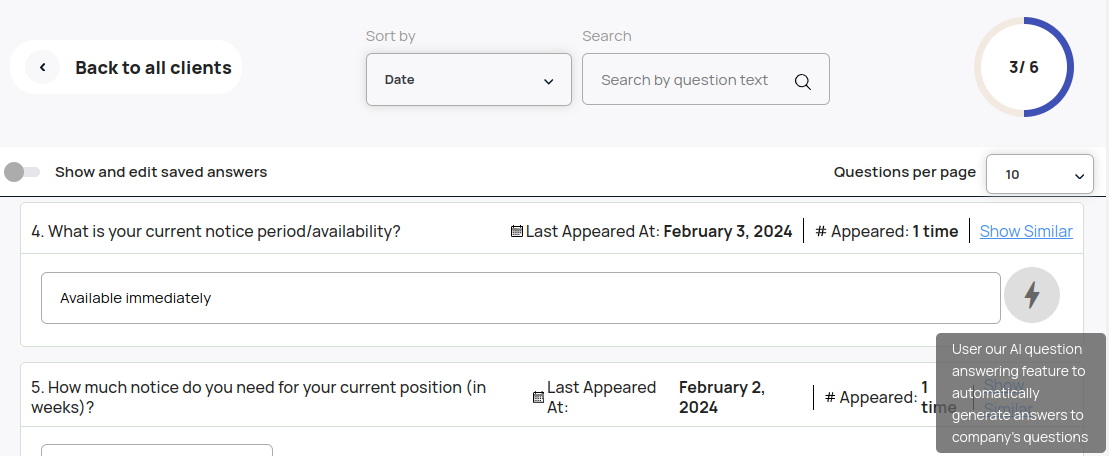 Sort by
Search
Back to all clients
Date
Search by question text
3/ 6
Show and edit saved answers
Questions per page
10
4. What is your current notice period/availability?
Last Appeared At: February 3, 2024
# Appeared: 1 time
Show Similar
Available immediately
User our AI question
answering feature to
automatically
generate answers to
company's questions
5. How much notice do you need for your current position (in
weeks)?
Last Appeared
At:
February 2,
2024
# Appeared: 1
time
Show
Similar